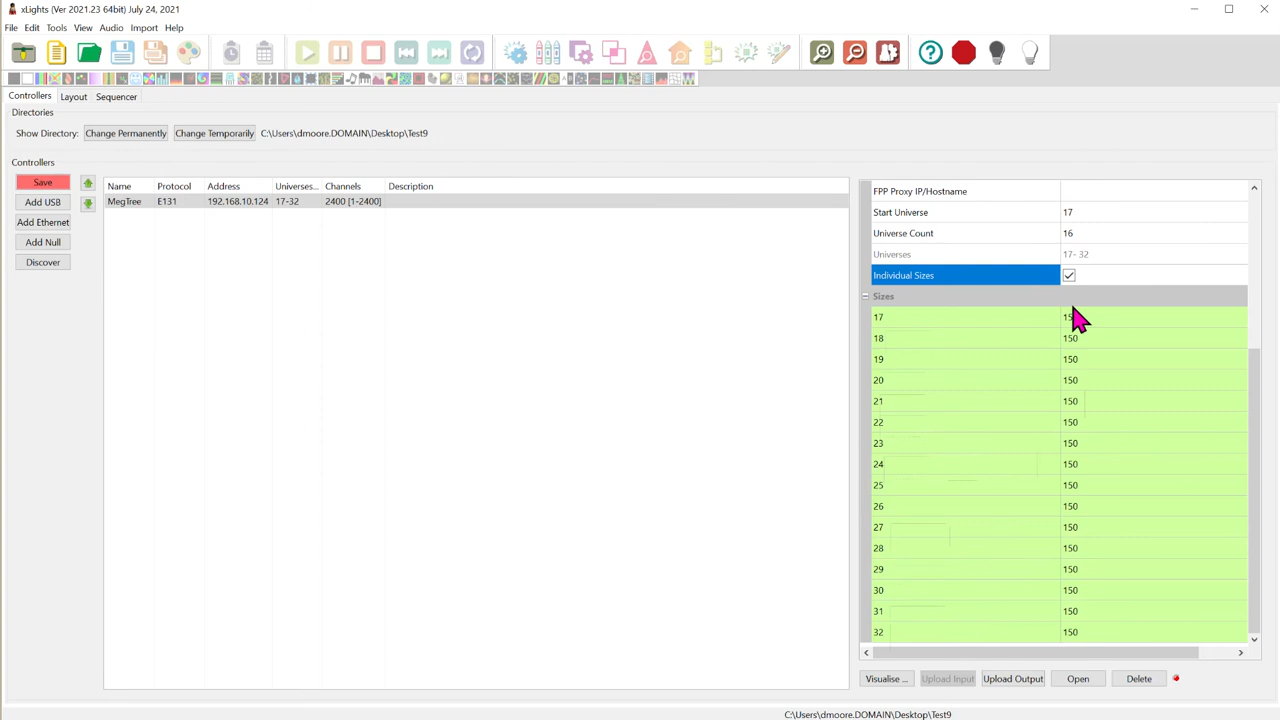 xLights (Ver 2021.23 64bit) July 24, 2021
File Edit Tools View Audio Import Help
Controllers Layout Sequencer
Directories
Show Directory: Change Permanently Change Temporarily C:\Users\dmoore.DOMAIN\Desktop\Test9
Controllers
Save
Add USB
Add Ethernet
Add Null
Discover
Name Protocol Address Universes... Channels Description
MegTree E131 192.168.10.124 17-32 2400 [1-2400]
FPP Proxy IP/Hostname
Start Universe 17
Universe Count 16
Universes 17- 32
Individual Sizes
Sizes
17
18 150
19 150
20 150
21 150
22 150
23 150
24 150
25 150
26 150
27 150
28 150
29 150
30 150
31 150
32 150
Visualise ... Upload Input Upload Output Open Delete
C:\Users\dmoore.DOMAIN\Desktop\Test9